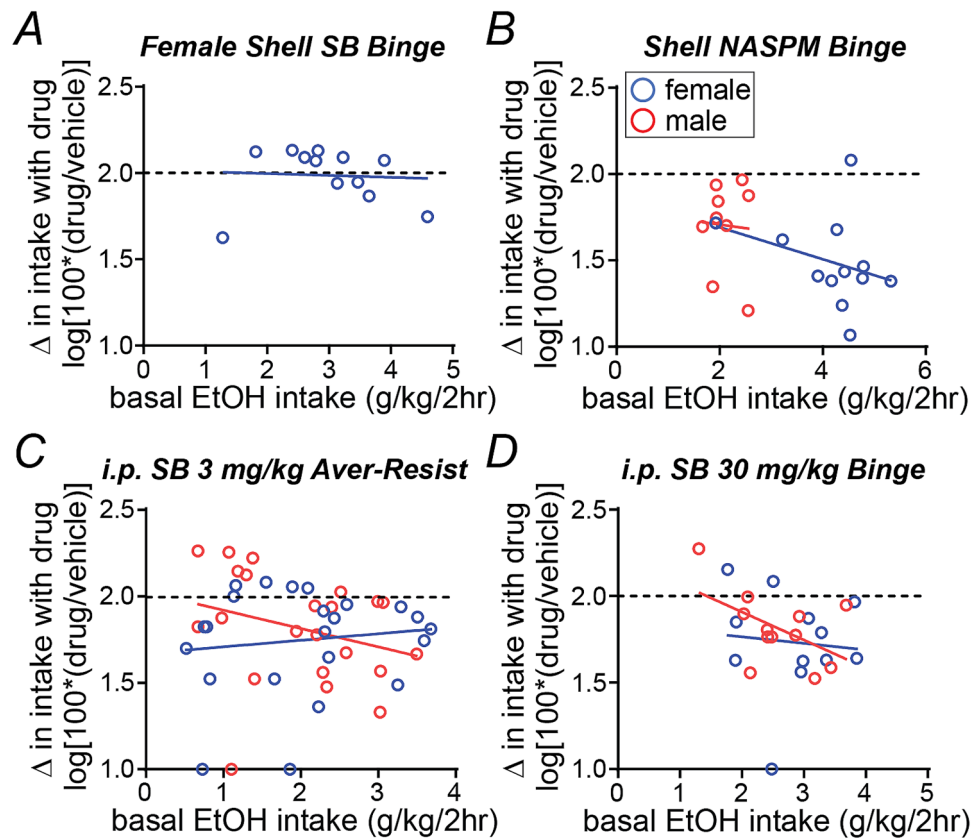 A
Female Shell SB Binge
Δ in intake with drug
log[100*(drug/vehicle)]
2.5
2.0
1.5
1.0
0 1 2 3 4 5
basal EtOH intake (g/kg/2hr)
B
Shell NASPM Binge
female
male
Δ in intake with drug
log[100*(drug/vehicle)]
2.5
2.0
1.5
1.0
0 2 4 6
basal EtOH intake (g/kg/2hr)
C
i.p. SB 3 mg/kg Aver-Resist
Δ in intake with drug
log[100*(drug/vehicle)]
2.5
2.0
1.5
1.0
0 1 2 3 4
basal EtOH intake (g/kg/2hr)
D
i.p. SB 30 mg/kg Binge
Δ in intake with drug
log[100*(drug/vehicle)]
2.5
2.0
1.5
1.0
0 1 2 3 4 5
basal EtOH intake (g/kg/2hr)